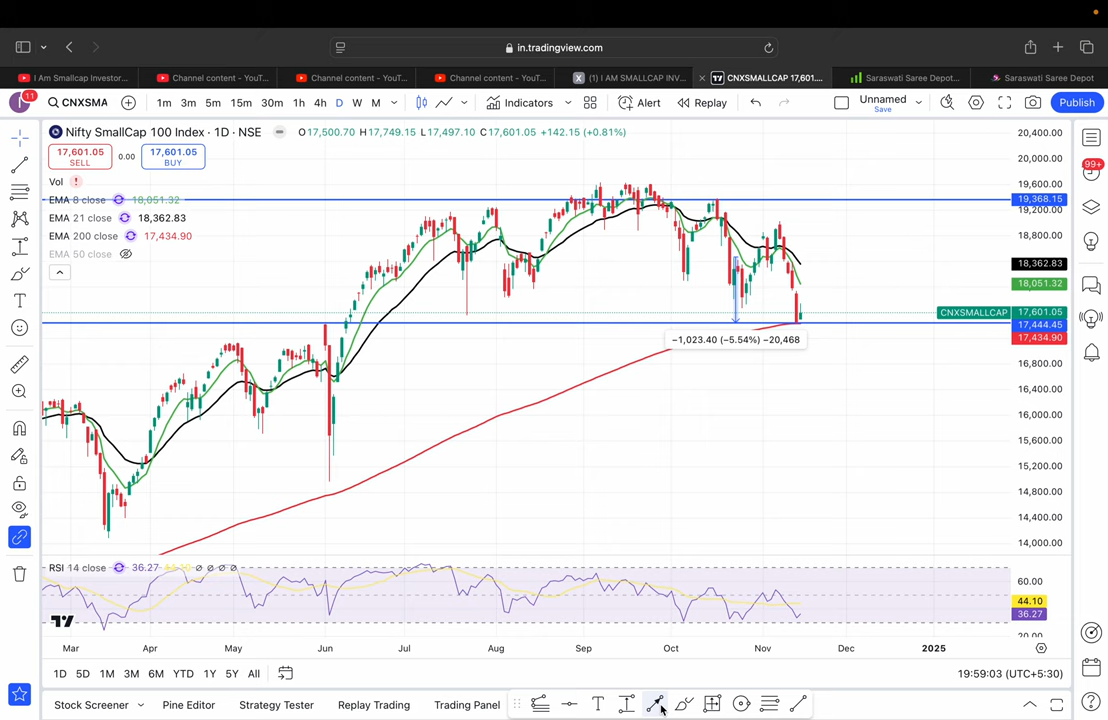 in.tradingview.com
I Am Smallcap Investor...
Channel content - YouT...
Channel content - YouT...
Channel content - YouT...
(1) I AM SMALLCAP INV...
CNXSMALLCAP 17,601....
Saraswati Saree Depot...
Saraswati Saree Depot
11
CNXSMA
1m 3m 5m 15m 30m 1h 4h D W M
Indicators
Alert
Replay
Unnamed
Save
Publish
Nifty SmallCap 100 Index · 1D · NSE
O17,500.70 H17,749.15 L17,497.10 C17,601.05 +142.15 (+0.81%)
17,601.05
SELL
0.00
17,601.05
BUY
Vol
EMA 8 close 18,051.32
EMA 21 close 18,362.83
EMA 200 close 17,434.90
EMA 50 close
20,400.00
20,000.00
19,600.00
19,368.15
19,200.00
18,800.00
18,362.83
18,051.32
CNXSMALLCAP 17,601.05
17,444.45
17,434.90
16,800.00
16,400.00
16,000.00
15,600.00
15,200.00
14,800.00
14,400.00
14,000.00
99+
−1,023.40 (−5.54%) −20,468
RSI 14 close 36.27 44.10 ∅ ∅ ∅ ∅
60.00
44.10
36.27
20.00
Mar Apr May Jun Jul Aug Sep Oct Nov Dec 2025
1D 5D 1M 3M 6M YTD 1Y 5Y All
19:59:03 (UTC+5:30)
Stock Screener
Pine Editor
Strategy Tester
Replay Trading
Trading Panel